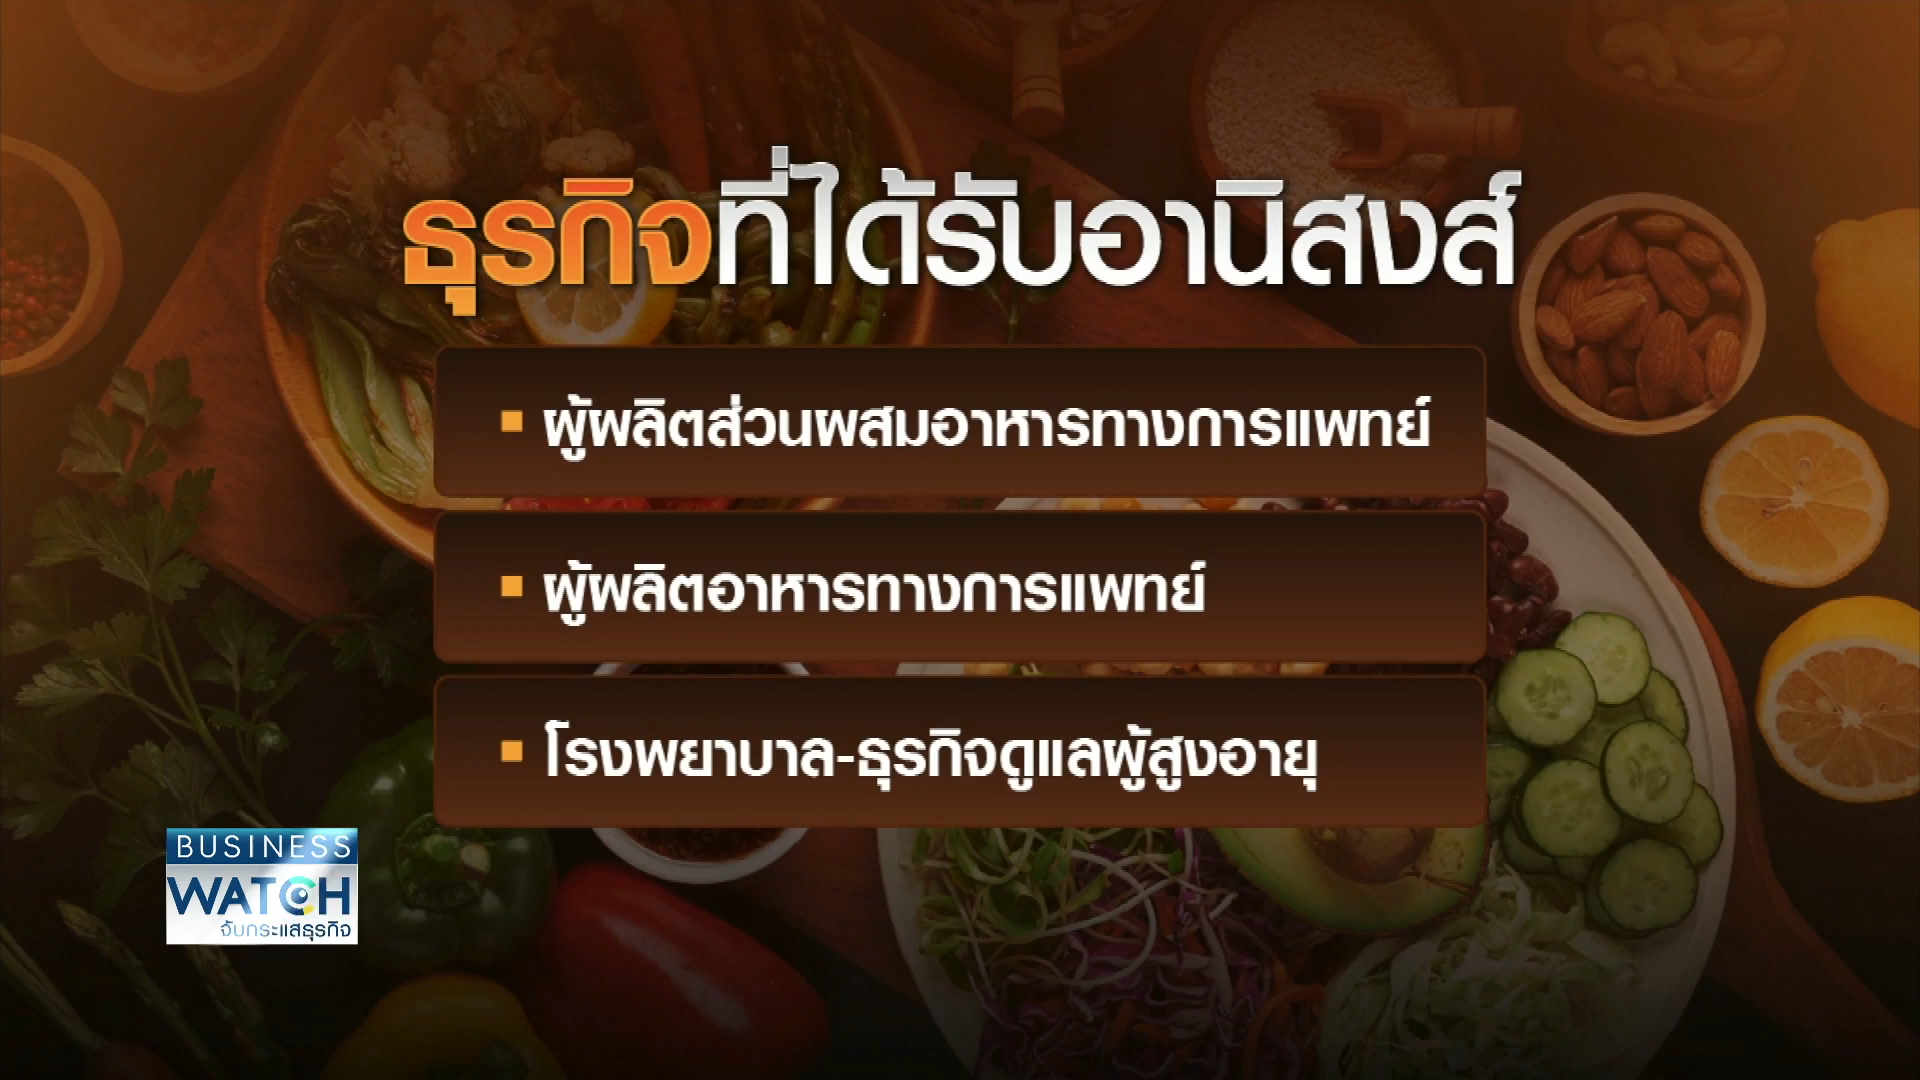 ธุรกิจที่ได้รับอานิสงส์
▪ ผู้ผลิตส่วนผสมอาหารทางการแพทย์
▪ ผู้ผลิตอาหารทางการแพทย์
▪ โรงพยาบาล-ธุรกิจดูแลผู้สูงอายุ
BUSINESS
WATCH
จับกระแสธุรกิจ